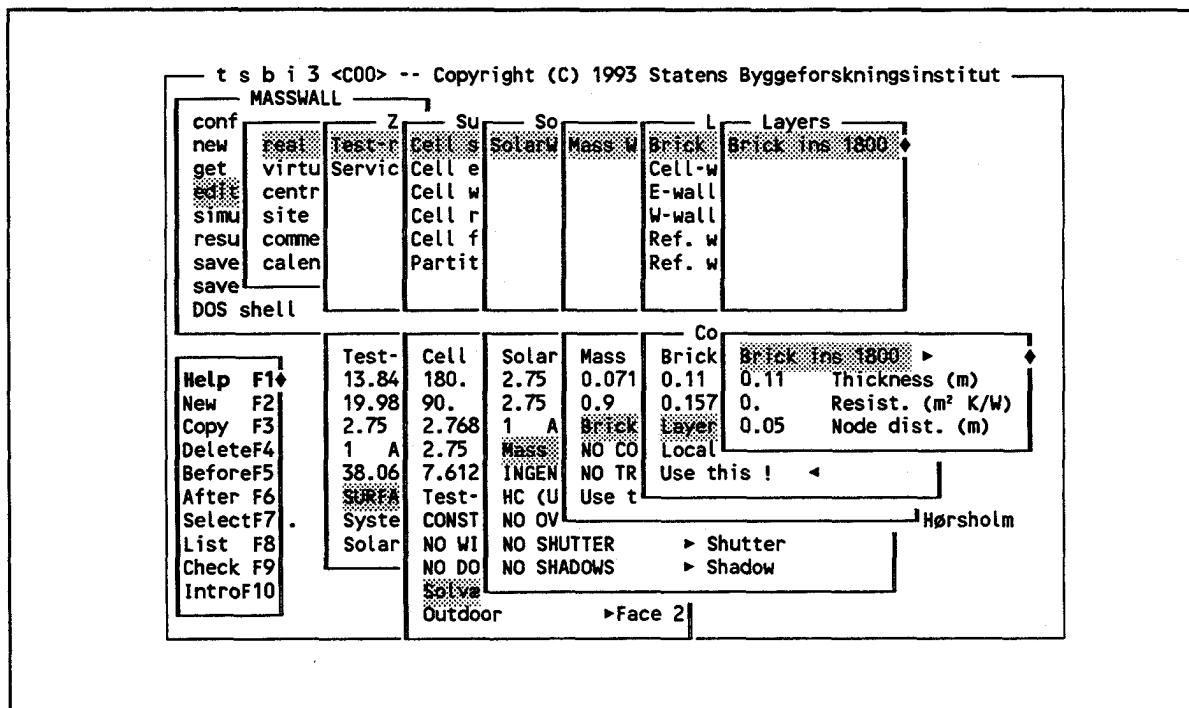 t s b i 3 <C00> -- Copyright (C) 1993 Statens Byggeforskningsinstitut
MASSWALL
conf Z Su So L Layers
new real Test-r Cell s SolarW Mass W Brick Brick ins 1800
get virtu Servic Cell e Cell-w
edit centr Cell w E-wall
simu site Cell r W-wall
resu comme Cell f Ref. w
save calen Partit Ref. w
save
DOS shell
Co
Test- Cell Solar Mass Brick Brick ins 1800 ►
Help F1 13.84 180. 2.75 0.071 0.11 0.11 Thickness (m)
New F2 19.98 90. 2.75 0.9 0.157 0. Resist. (m² K/W)
Copy F3 2.75 2.768 1 A Brick Layer 0.05 Node dist. (m)
DeleteF4 1 A 2.75 Mass NO CO Local
BeforeF5 38.06 7.612 INGEN NO TR Use this ! ◄
After F6 SURFA Test- HC (U Use t
SelectF7 . Syste CONST NO OV Hørsholm
List F8 Solar NO WI NO SHUTTER ► Shutter
Check F9 NO DO NO SHADOWS ► Shadow
IntroF10 Solvæ
Outdoor ►Face 2